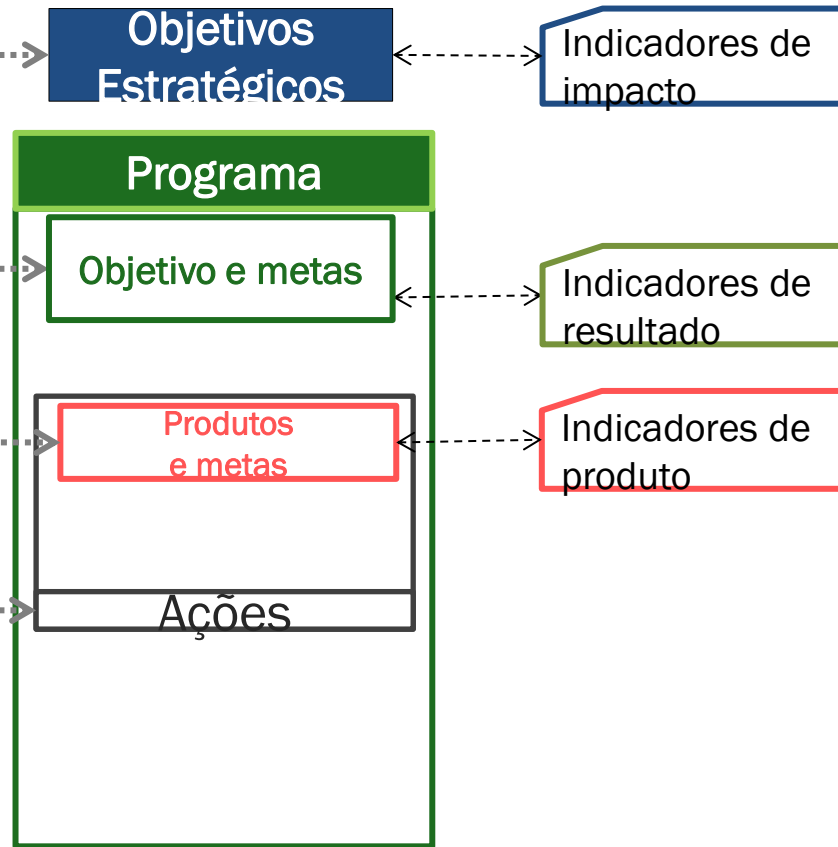 Objetivos
Estratégicos
Indicadores de
impacto
Programa
Objetivo e metas
Indicadores de
resultado
Produtos
e metas
Indicadores de
produto
Ações